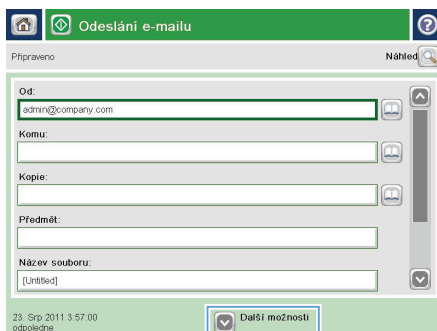 Odeslání e-mailu
Připraveno
Náhled
Od:
admin@company.com
Komu:
Kopie:
Předmět:
Název souboru:
[Untitled]
23. Srp 2011 3:57:00
odpoledne
Další možnosti